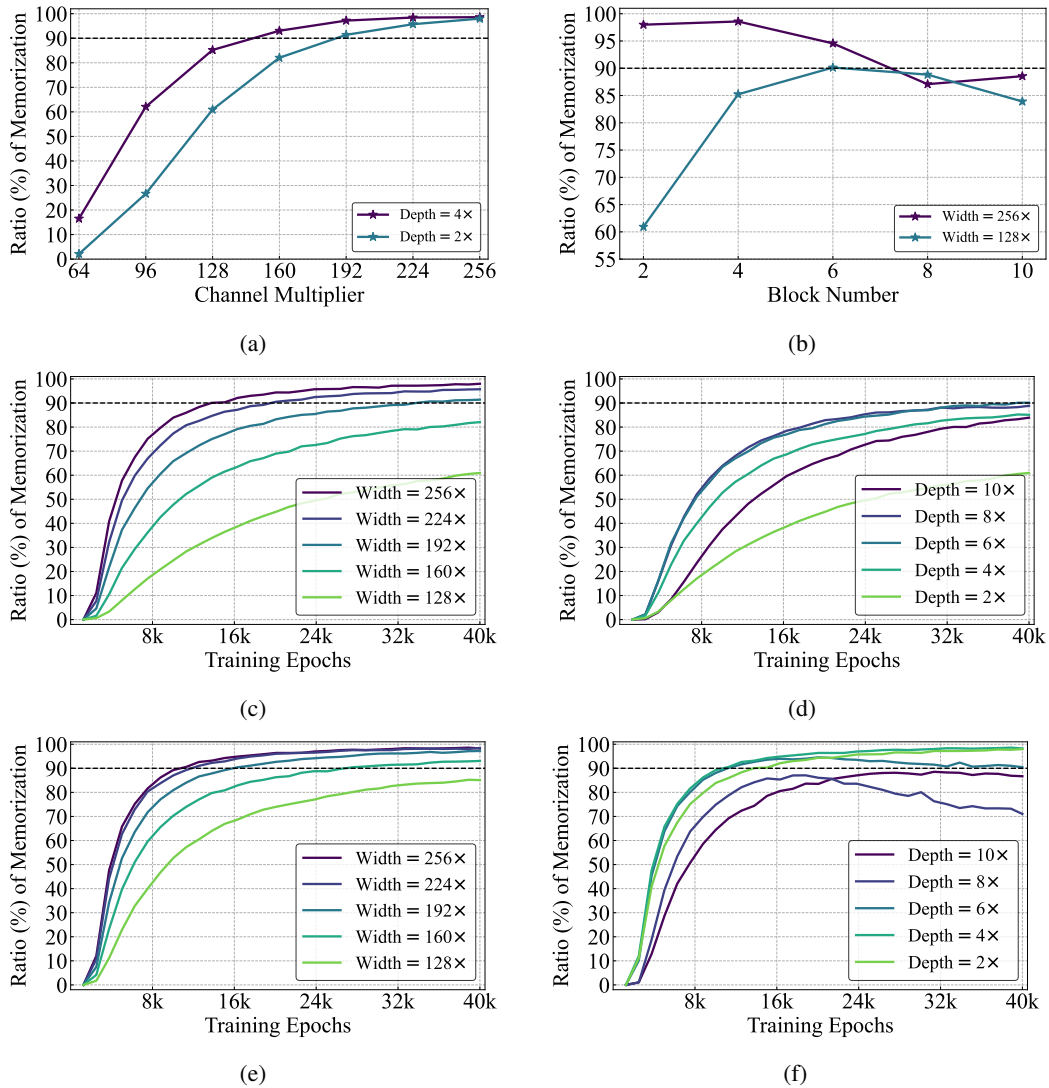 (a)
100
90
80
70
60
50
40
30
20
10
0
Ratio (%) of Memorization
64 96 128 160 192 224 256
Channel Multiplier
Depth = 4×
Depth = 2×
(b)
100
95
90
85
80
75
70
65
60
55
Ratio (%) of Memorization
2 4 6 8 10
Block Number
Width = 256×
Width = 128×
(a)
(b)
100
90
80
70
60
50
40
30
20
10
0
Ratio (%) of Memorization
8k 16k 24k 32k 40k
Training Epochs
Width = 256×
Width = 224×
Width = 192×
Width = 160×
Width = 128×
100
90
80
70
60
50
40
30
20
10
0
Ratio (%) of Memorization
8k 16k 24k 32k 40k
Training Epochs
Depth = 10×
Depth = 8×
Depth = 6×
Depth = 4×
Depth = 2×
(c)
(d)
100
90
80
70
60
50
40
30
20
10
0
Ratio (%) of Memorization
8k 16k 24k 32k 40k
Training Epochs
Width = 256×
Width = 224×
Width = 192×
Width = 160×
Width = 128×
100
90
80
70
60
50
40
30
20
10
0
Ratio (%) of Memorization
8k 16k 24k 32k 40k
Training Epochs
Depth = 10×
Depth = 8×
Depth = 6×
Depth = 4×
Depth = 2×
(e)
(f)